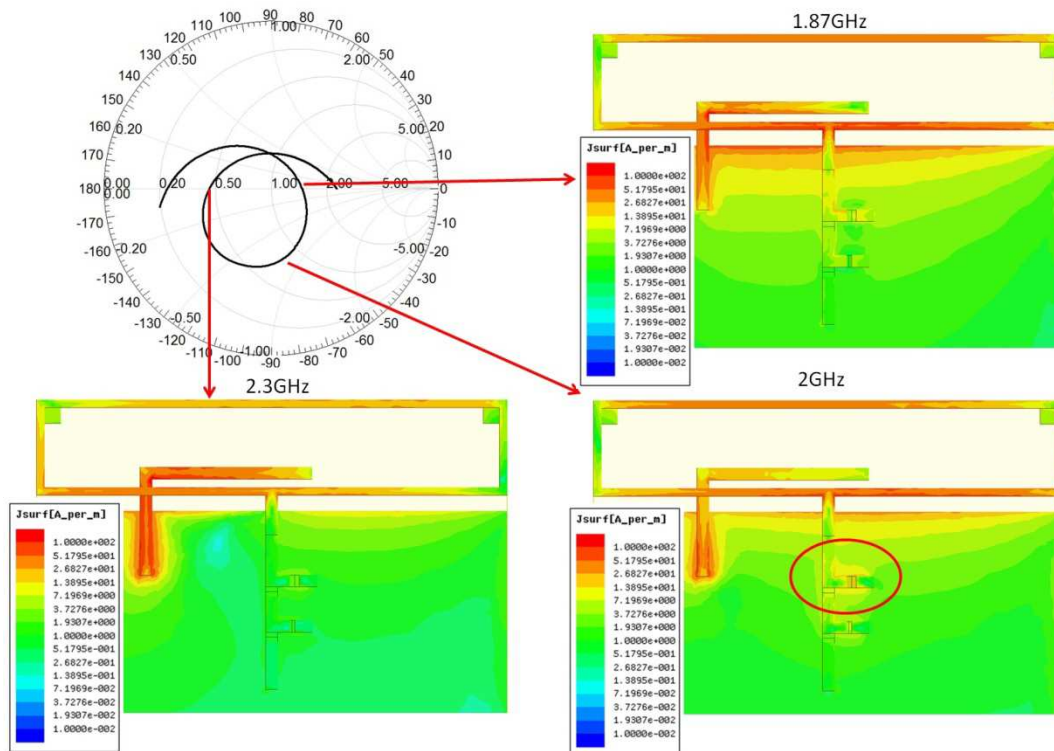 1.87GHz
90
100
80
110
1.00
70
120
60
130
50
0.50
2.00
140
40
150
30
160
20
0.20
5.00
170
10
180
0.00
0.20
0.50
1.00
2.00
5.00
0
0.00
-170
-10
-0.20
-5.00
-160
-20
-150
-30
-140
-40
-0.50
-2.00
-130
-50
-120
-1.00
-60
-110
-70
-100
-90
-80
Jsurf[A_per_m]
1.0000e+002
5.1795e+001
2.6827e+001
1.3895e+001
7.1969e+000
3.7276e+000
1.9307e+000
1.0000e+000
5.1795e-001
2.6827e-001
1.3895e-001
7.1969e-002
3.7276e-002
1.9307e-002
1.0000e-002
2.3GHz
Jsurf[A_per_m]
1.0000e+002
5.1795e+001
2.6827e+001
1.3895e+001
7.1969e+000
3.7276e+000
1.9307e+000
1.0000e+000
5.1795e-001
2.6827e-001
1.3895e-001
7.1969e-002
3.7276e-002
1.9307e-002
1.0000e-002
2GHz
Jsurf[A_per_m]
1.0000e+002
5.1795e+001
2.6827e+001
1.3895e+001
7.1969e+000
3.7276e+000
1.9307e+000
1.0000e+000
5.1795e-001
2.6827e-001
1.3895e-001
7.1969e-002
3.7276e-002
1.9307e-002
1.0000e-002